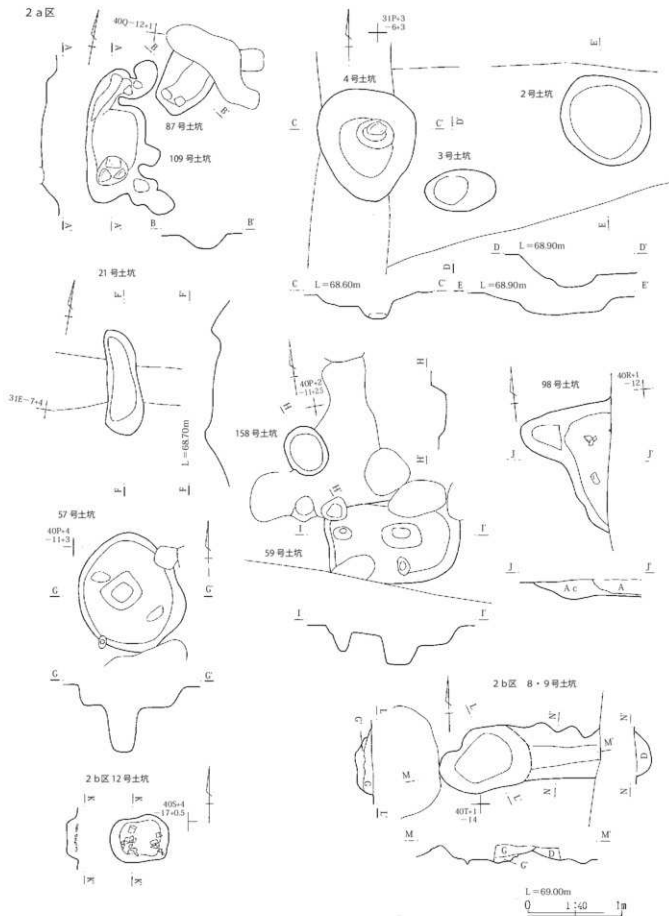 2 a 区
40Q−12+1
A
A'
B
87号土坑
109号土坑
B'
A
A'
B
B'
31P+3
−6+3
4号土坑
2号土坑
3号土坑
E
C
C'
D'
E'
D
D
L=68.90m
D'
C
L=68.60m
C'
E
L=68.90m
E'
21号土坑
F
F'
31E−7+4
L=68.70m
F
F'
57号土坑
40P+4
−11+3
G
G'
G
G'
40P+2
158号土坑
H
H
H'
H'
I
I'
59号土坑
I
I'
98号土坑
40R+1
−12
J
J'
J
J'
A c
A
2 b区 12号土坑
K
K'
40S+4
−17+0.5
K
K'
2 b区 8・9号土坑
L
L
N'
N'
G'
G
M
M'
D
L'
L'
N
N
40T+1
−14
M
M'
G
D
G'
L=69.00m
0
1:40
1m